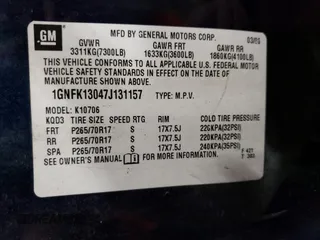 GM
MFD BY GENERAL MOTORS CORP.
GVWR GAWR FRT GAWR RR
3311KG(7300LB) 1633KG(3600LB) 1860KG(4100LB)
THIS VEHICLE CONFORMS TO ALL APPLICABLE U.S. FEDERAL MOTOR
VEHICLE SAFETY AND THEFT PREVENTION STANDARDS IN EFFECT ON THE DATE OF
MANUFACTURE SHOWN ABOVE.
1GNFK13047J131157 TYPE: M.P.V.
MODEL: K10706
KQD3 TIRE SIZE SPEED RTG RIM COLD TIRE PRESSURE
FRT P265/70R17 S 17X7.5J 220KPA(32PSI)
RR P265/70R17 S 17X7.5J 220KPA(32PSI)
SPA P265/70R17 S 17X7.5J 240KPA(35PSI)
SEE OWNER'S MANUAL FOR ADDITIONAL INFORMATION.